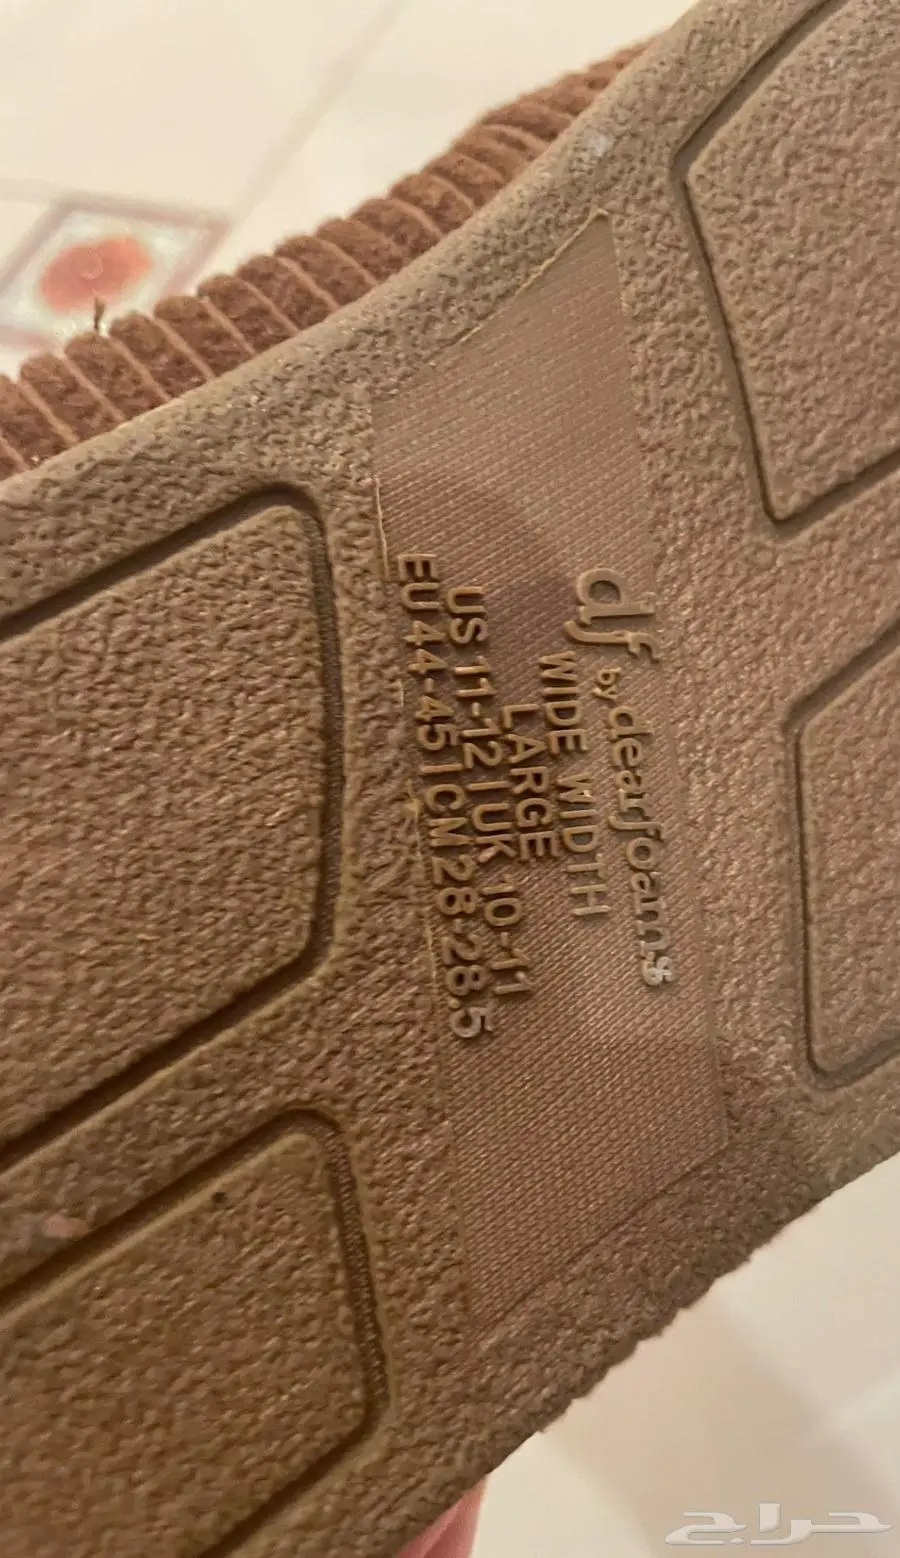 df by dearfoams
WIDE WIDTH
LARGE
US 11-12 | UK 10-11
EU 44-45 | CM 28-28.5
حراج